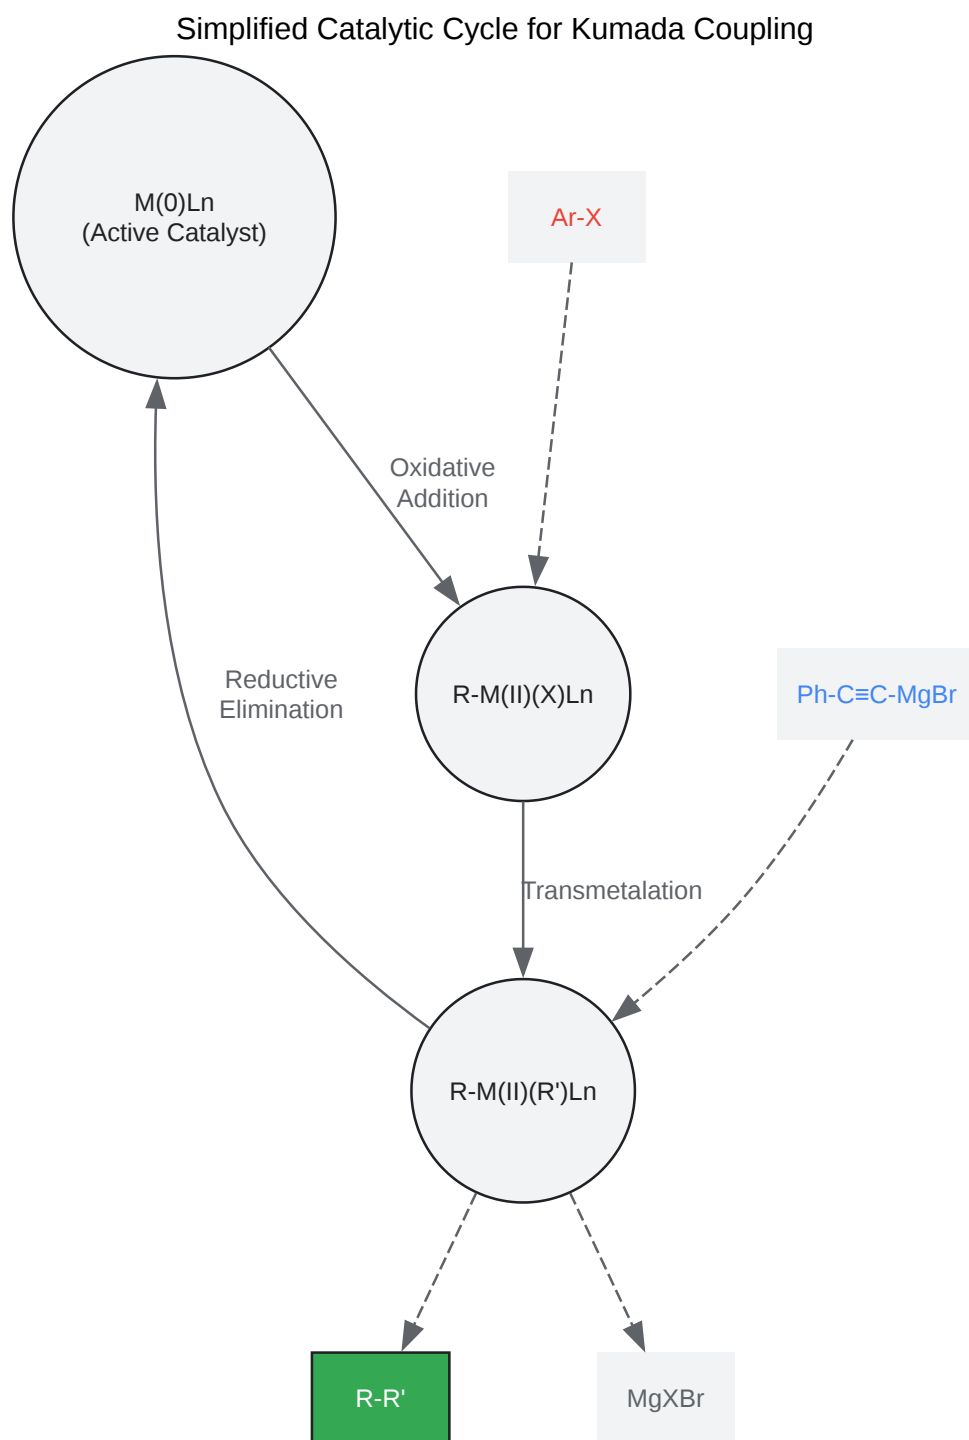 Simplified Catalytic Cycle for Kumada Coupling
M(0)Ln
(Active Catalyst)
Ar-X
Oxidative
Addition
Reductive
Elimination
R-M(II)(X)Ln
Ph-C≡C-MgBr
Transmetalation
R-M(II)(R')Ln
R-R'
MgXBr